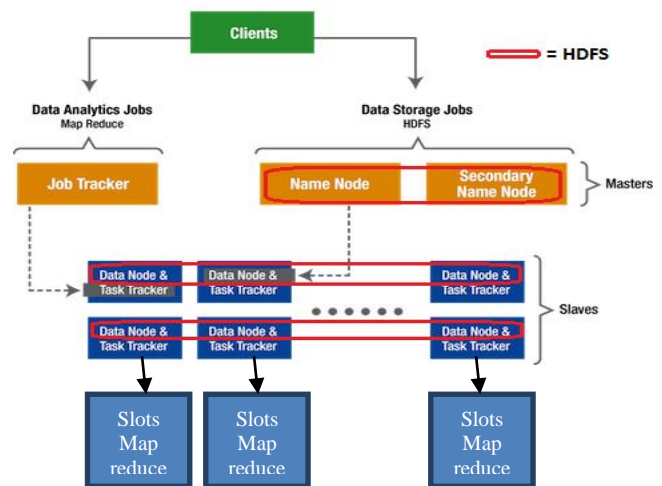 Clients
= HDFS
Data Analytics Jobs
Map Reduce
Data Storage Jobs
HDFS
Job Tracker
Name Node
Secondary
Name Node
Masters
Data Node &
Task Tracker
Data Node &
Task Tracker
Data Node &
Task Tracker
Slaves
Data Node &
Task Tracker
Data Node &
Task Tracker
Data Node &
Task Tracker
Slots
Map
reduce
Slots
Map
reduce
Slots
Map
reduce